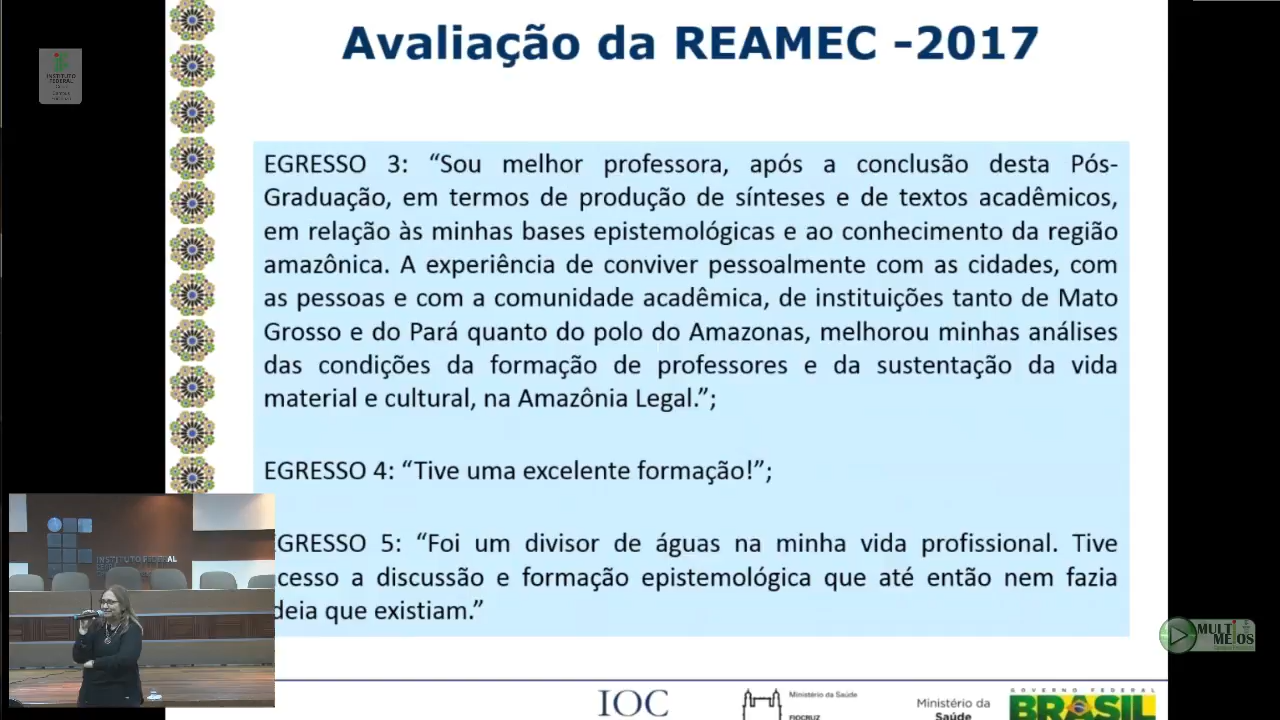 Avaliação da REAMEC -2017
INSTITUTO
FEDERAL
EGRESSO 3: “Sou melhor professora, após a conclusão desta Pós-
Graduação, em termos de produção de sínteses e de textos acadêmicos,
em relação às minhas bases epistemológicas e ao conhecimento da região
amazônica. A experiência de conviver pessoalmente com as cidades, com
as pessoas e com a comunidade acadêmica, de instituições tanto de Mato
Grosso e do Pará quanto do polo do Amazonas, melhorou minhas análises
das condições da formação de professores e da sustentação da vida
material e cultural, na Amazônia Legal.”;
EGRESSO 4: “Tive uma excelente formação!”;
GRESSO 5: “Foi um divisor de águas na minha vida profissional. Tive
cesso a discussão e formação epistemológica que até então nem fazia
deia que existiam.”
INSTITUTO FEDERAL
MULTIMEIOS
IOC
Ministério da Saúde
FIOCRUZ
Ministério da
Saúde
GOVERNO FEDERAL
BRASIL